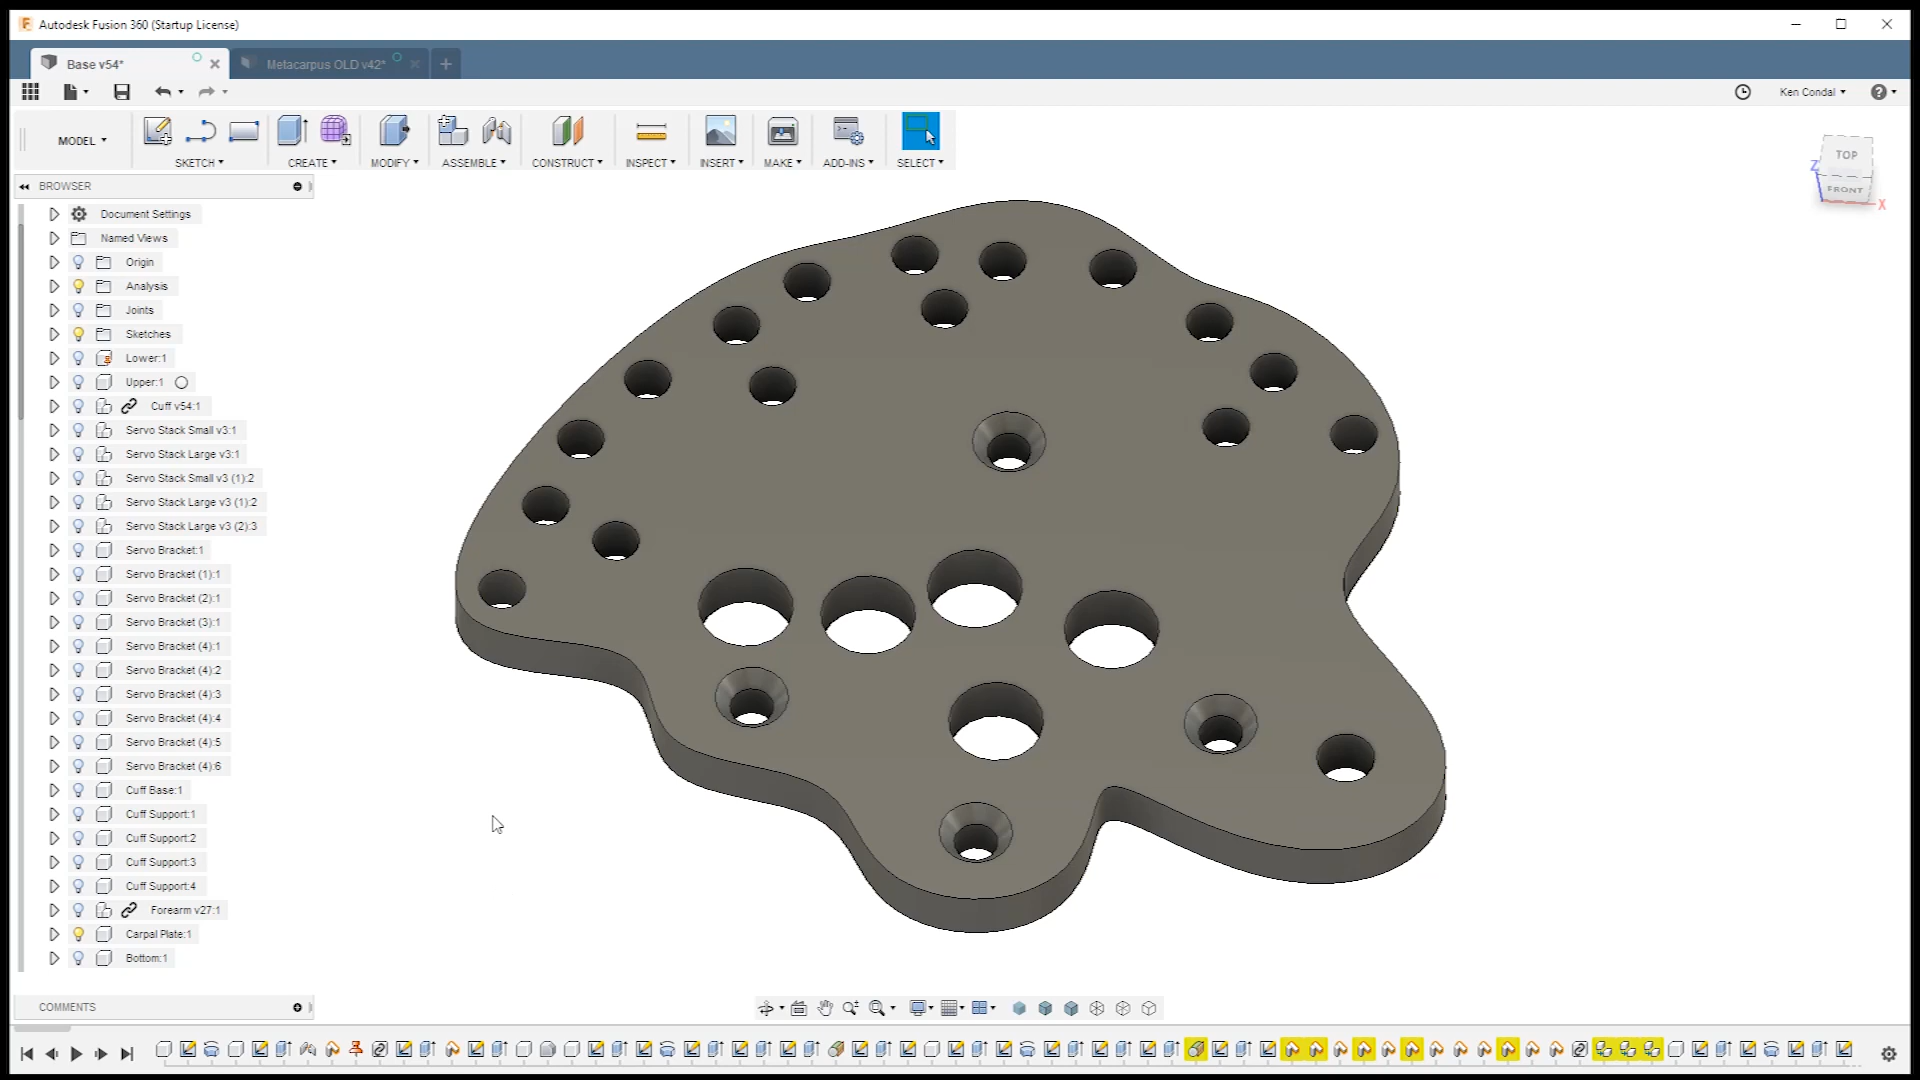 Autodesk Fusion 360 (Startup License)
Base v54*
Metacarpus OLD v42*
Ken Condal
MODEL
SKETCH
CREATE
MODIFY
ASSEMBLE
CONSTRUCT
INSPECT
INSERT
MAKE
ADD-INS
SELECT
TOP
FRONT
Z
X
BROWSER
Document Settings
Named Views
Origin
Analysis
Joints
Sketches
Lower:1
Upper:1
Cuff v54:1
Servo Stack Small v3:1
Servo Stack Large v3:1
Servo Stack Small v3 (1):2
Servo Stack Large v3 (1):2
Servo Stack Large v3 (2):3
Servo Bracket:1
Servo Bracket (1):1
Servo Bracket (2):1
Servo Bracket (3):1
Servo Bracket (4):1
Servo Bracket (4):2
Servo Bracket (4):3
Servo Bracket (4):4
Servo Bracket (4):5
Servo Bracket (4):6
Cuff Base:1
Cuff Support:1
Cuff Support:2
Cuff Support:3
Cuff Support:4
Forearm v27:1
Carpal Plate:1
Bottom:1
COMMENTS